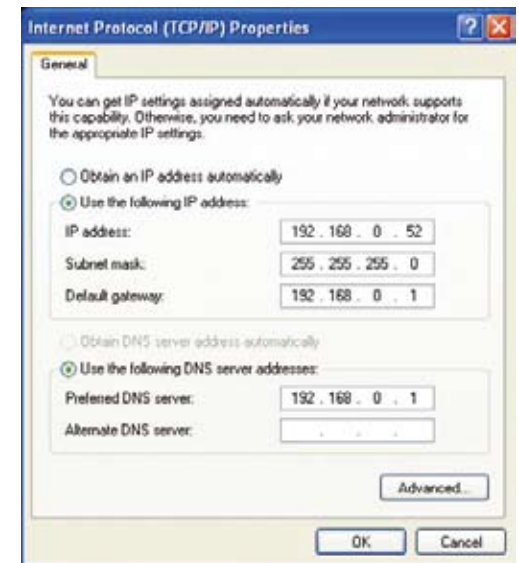 Internet Protocol (TCP/IP) Properties
General
You can get IP settings assigned automatically if your network supports
this capability. Otherwise, you need to ask your network administrator for
the appropriate IP settings.
Obtain an IP address automatically
Use the following IP address:
IP address: 192 . 168 . 0 . 52
Subnet mask: 255 . 255 . 255 . 0
Default gateway: 192 . 168 . 0 . 1
Obtain DNS server address automatically
Use the following DNS server addresses:
Preferred DNS server: 192 . 168 . 0 . 1
Alternate DNS server: . . .
Advanced...
OK Cancel